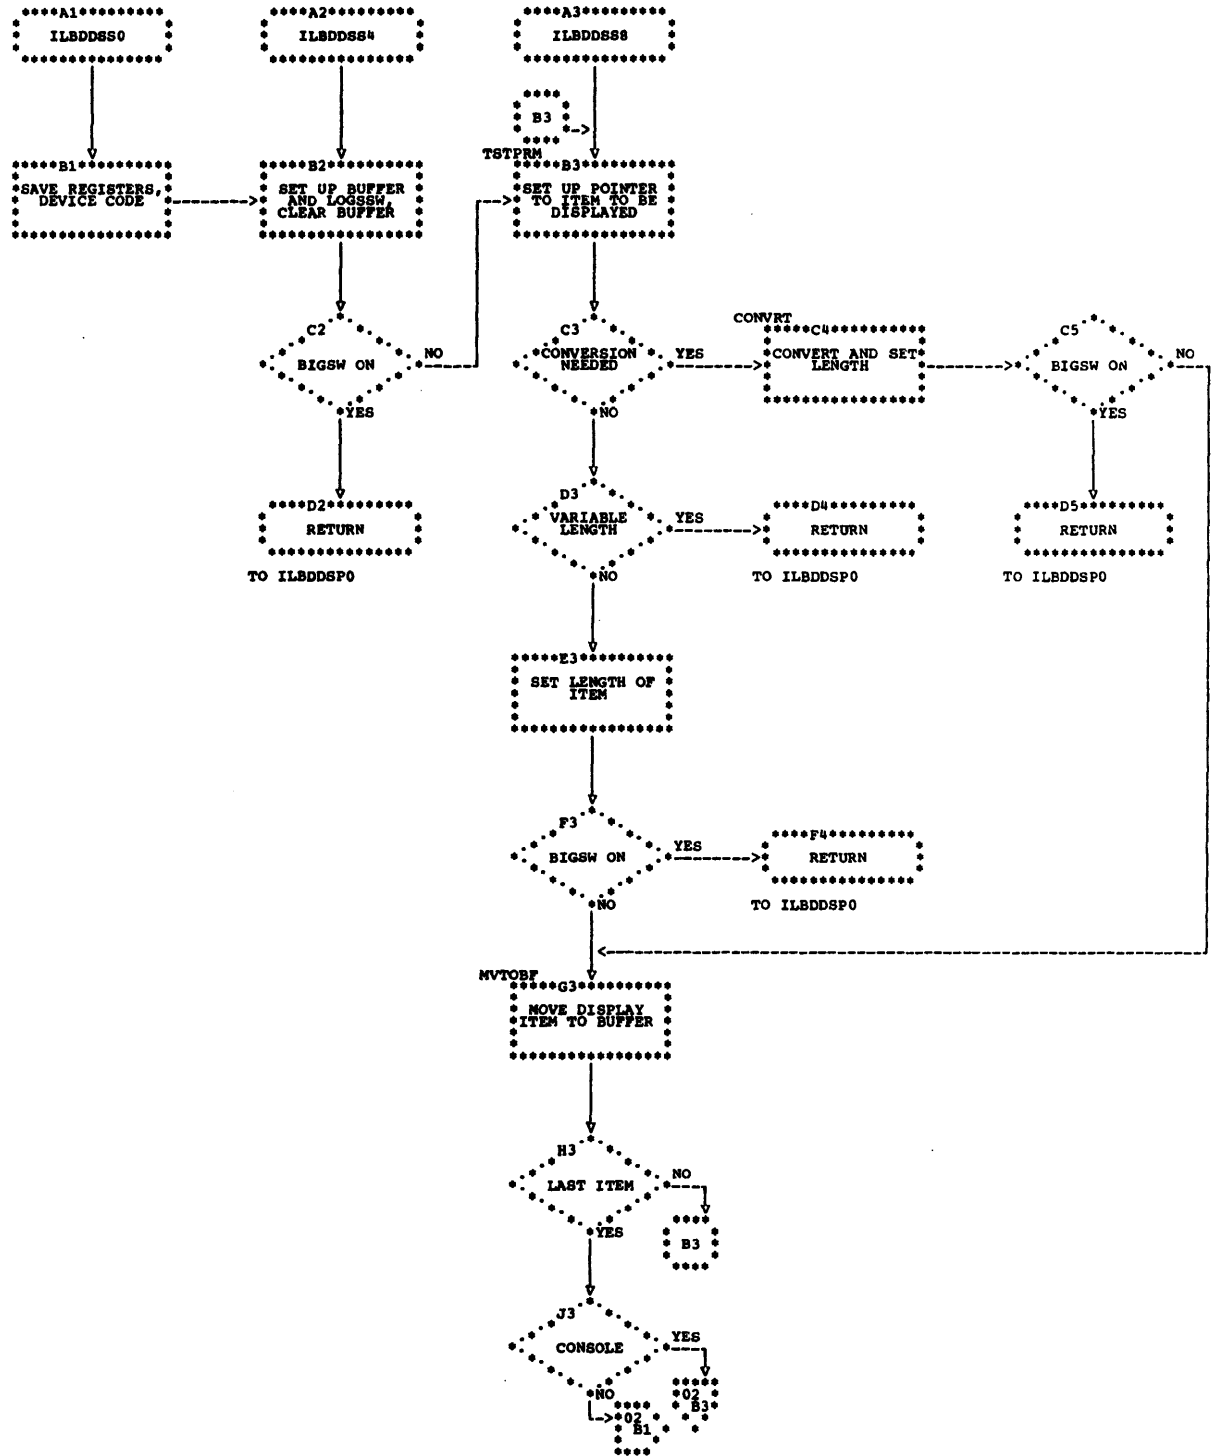 A1
ILBDDSS0
A2
ILBDDSS4
A3
ILBDDSS8
B3
TSTPRM
B1
SAVE REGISTERS,
DEVICE CODE
B2
SET UP BUFFER
AND LOGSSW,
CLEAR BUFFER
B3
SET UP POINTER
TO ITEM TO BE
DISPLAYED
C2
BIGSW ON
NO
YES
C3
CONVERSION
NEEDED
YES
NO
CONVRT
C4
CONVERT AND SET
LENGTH
C5
BIGSW ON
NO
YES
D2
RETURN
TO ILBDDSP0
D3
VARIABLE
LENGTH
YES
NO
D4
RETURN
TO ILBDDSP0
D5
RETURN
TO ILBDDSP0
E3
SET LENGTH OF
ITEM
F3
BIGSW ON
YES
NO
F4
RETURN
TO ILBDDSP0
MVTOBF
G3
MOVE DISPLAY
ITEM TO BUFFER
H3
LAST ITEM
NO
YES
B3
J3
CONSOLE
YES
NO
02
B3
02
B1